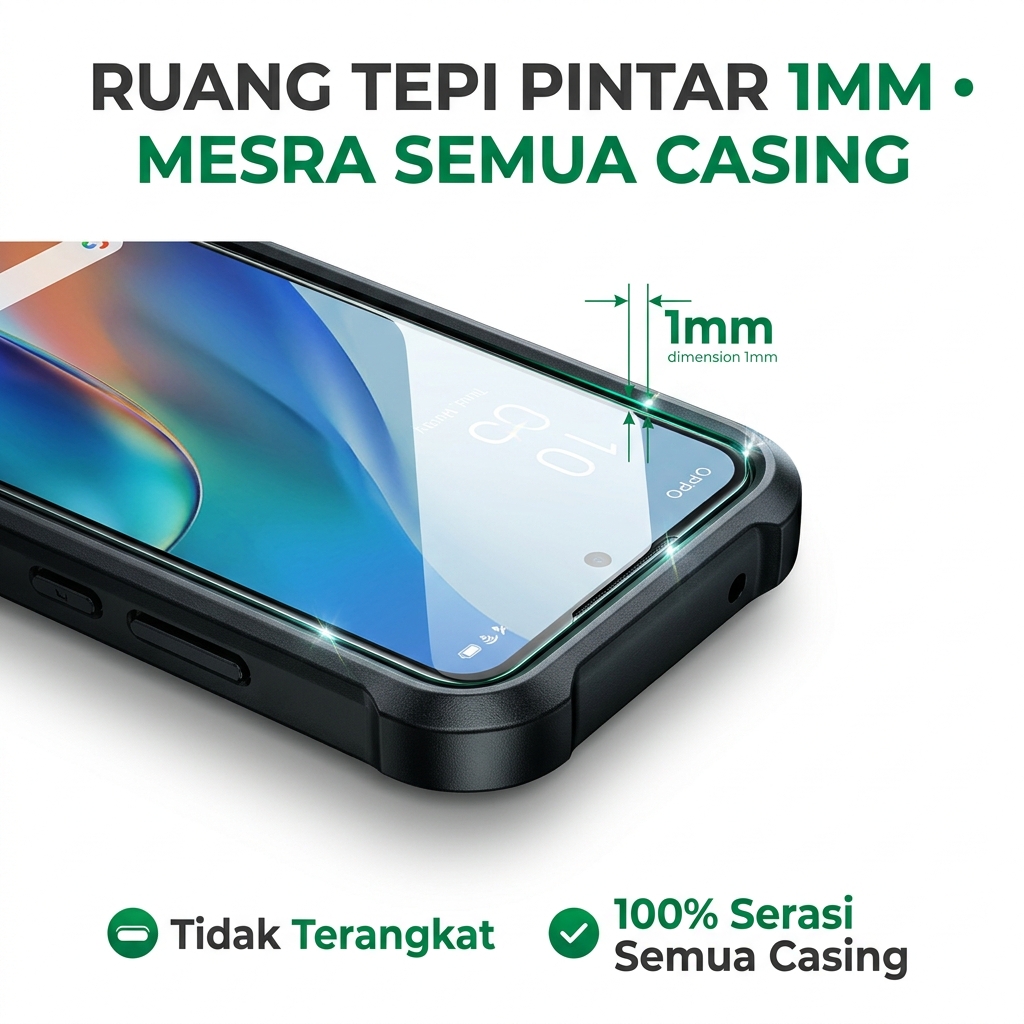 RUANG TEPI PINTAR 1MM •
MESRA SEMUA CASING
1mm
dimension 1mm
oppo
Tidak Terangkat
100% Serasi
Semua Casing